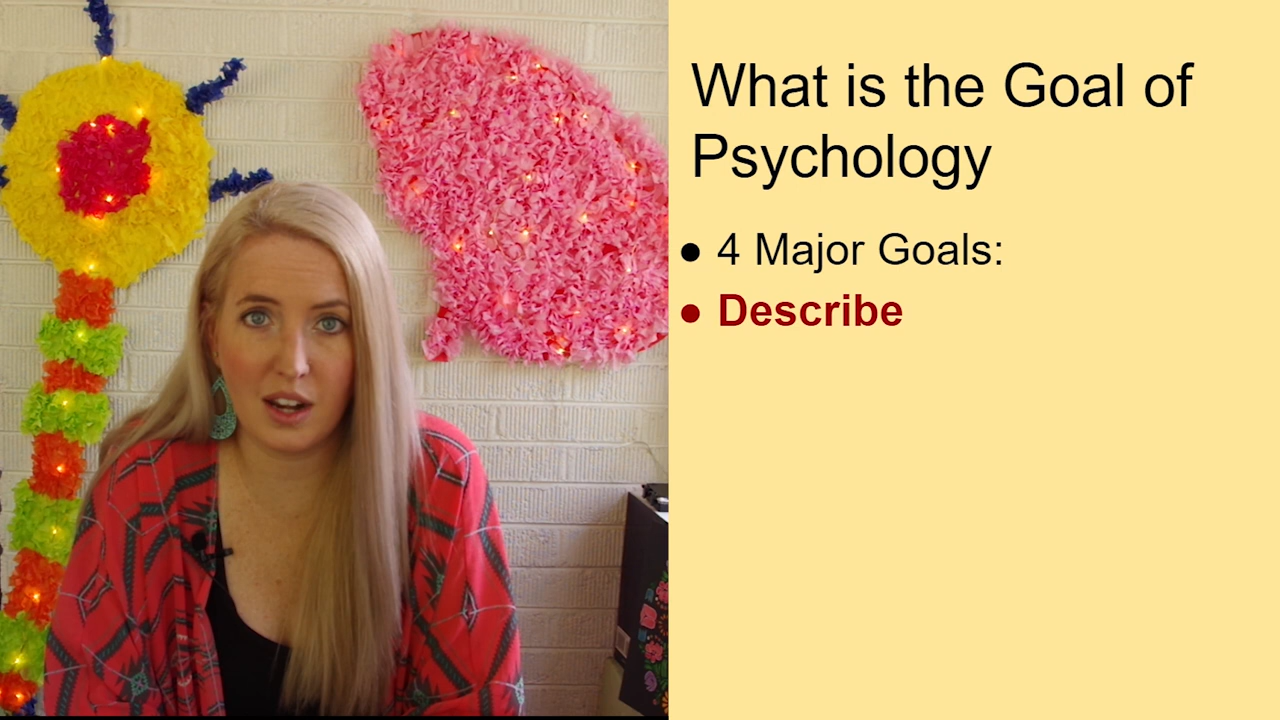 What is the Goal of
Psychology
● 4 Major Goals:
● Describe